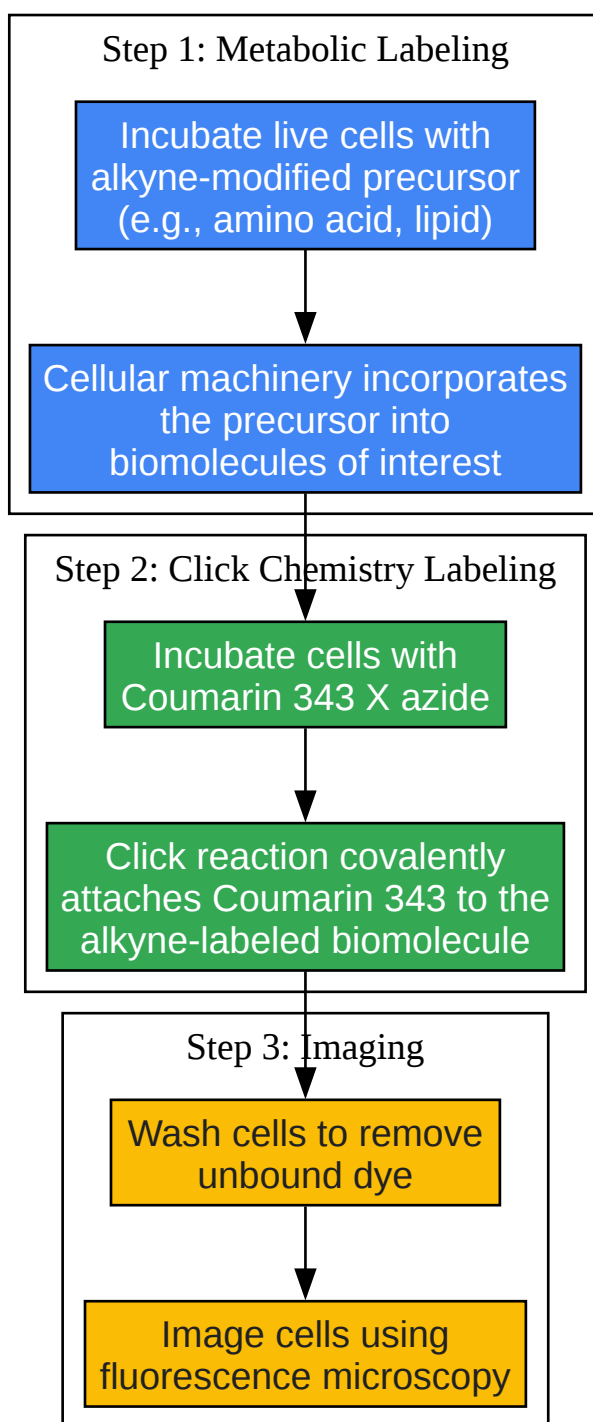 Step 1: Metabolic Labeling
Incubate live cells with
alkyne-modified precursor
(e.g., amino acid, lipid)
Cellular machinery incorporates
the precursor into
biomolecules of interest
Step 2: Click Chemistry Labeling
Incubate cells with
Coumarin 343 X azide
Click reaction covalently
attaches Coumarin 343 to the
alkyne-labeled biomolecule
Step 3: Imaging
Wash cells to remove
unbound dye
Image cells using
fluorescence microscopy